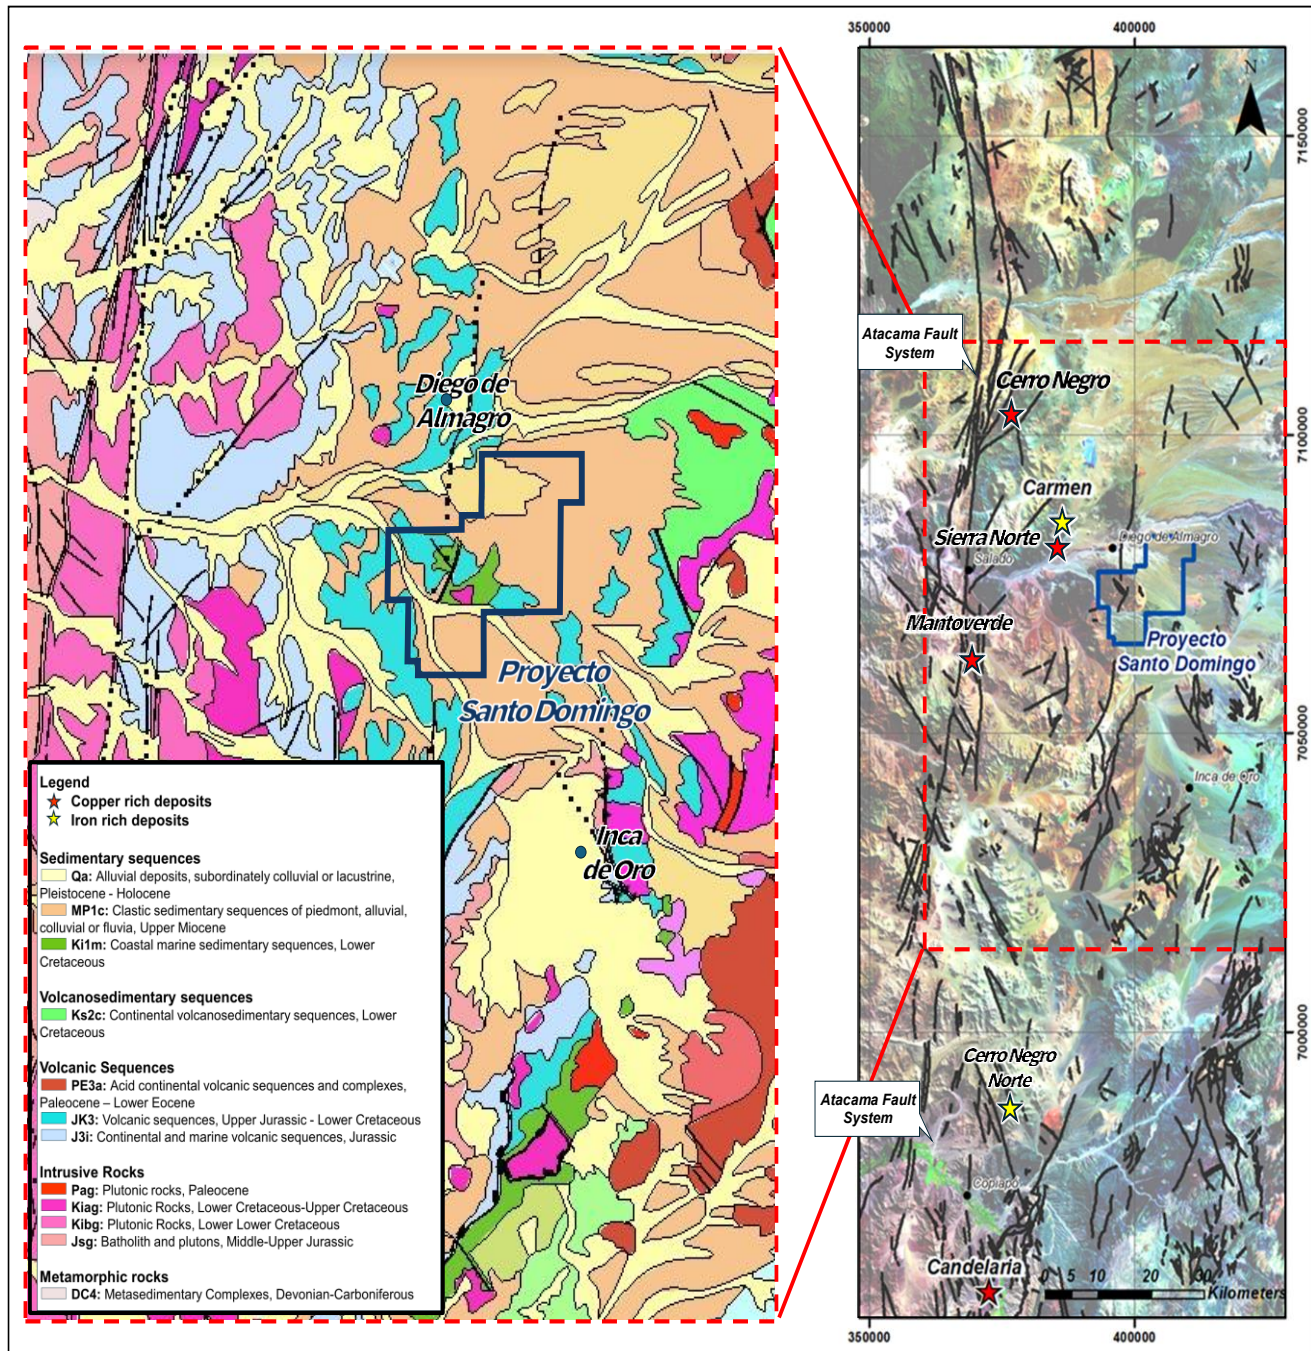 Diego de
Almagro
Proyecto
Santo Domingo
Inca
de Oro
Legend
Copper rich deposits
Iron rich deposits
Sedimentary sequences
Qa: Alluvial deposits, subordinately colluvial or lacustrine,
Pleistocene - Holocene
MP1c: Clastic sedimentary sequences of piedmont, alluvial,
colluvial or fluvia, Upper Miocene
Ki1m: Coastal marine sedimentary sequences, Lower
Cretaceous
Volcanosedimentary sequences
Ks2c: Continental volcanosedimentary sequences, Lower
Cretaceous
Volcanic Sequences
PE3a: Acid continental volcanic sequences and complexes,
Paleocene – Lower Eocene
JK3: Volcanic sequences, Upper Jurassic - Lower Cretaceous
J3i: Continental and marine volcanic sequences, Jurassic
Intrusive Rocks
Pag: Plutonic rocks, Paleocene
Kiag: Plutonic Rocks, Lower Cretaceous-Upper Cretaceous
Kibg: Plutonic Rocks, Lower Lower Cretaceous
Jsg: Batholith and plutons, Middle-Upper Jurassic
Metamorphic rocks
DC4: Metasedimentary Complexes, Devonian-Carboniferous
350000
400000
N
7150000
Atacama Fault
System
Cerro Negro
7100000
Carmen
Sierra Norte
Diego de Almagro
Salado
Mantoverde
Proyecto
Santo Domingo
7050000
Inca de Oro
7000000
Cerro Negro
Norte
Atacama Fault
System
Copiapo
Candelaria
0 5 10 20 30
Kilometers
350000
400000